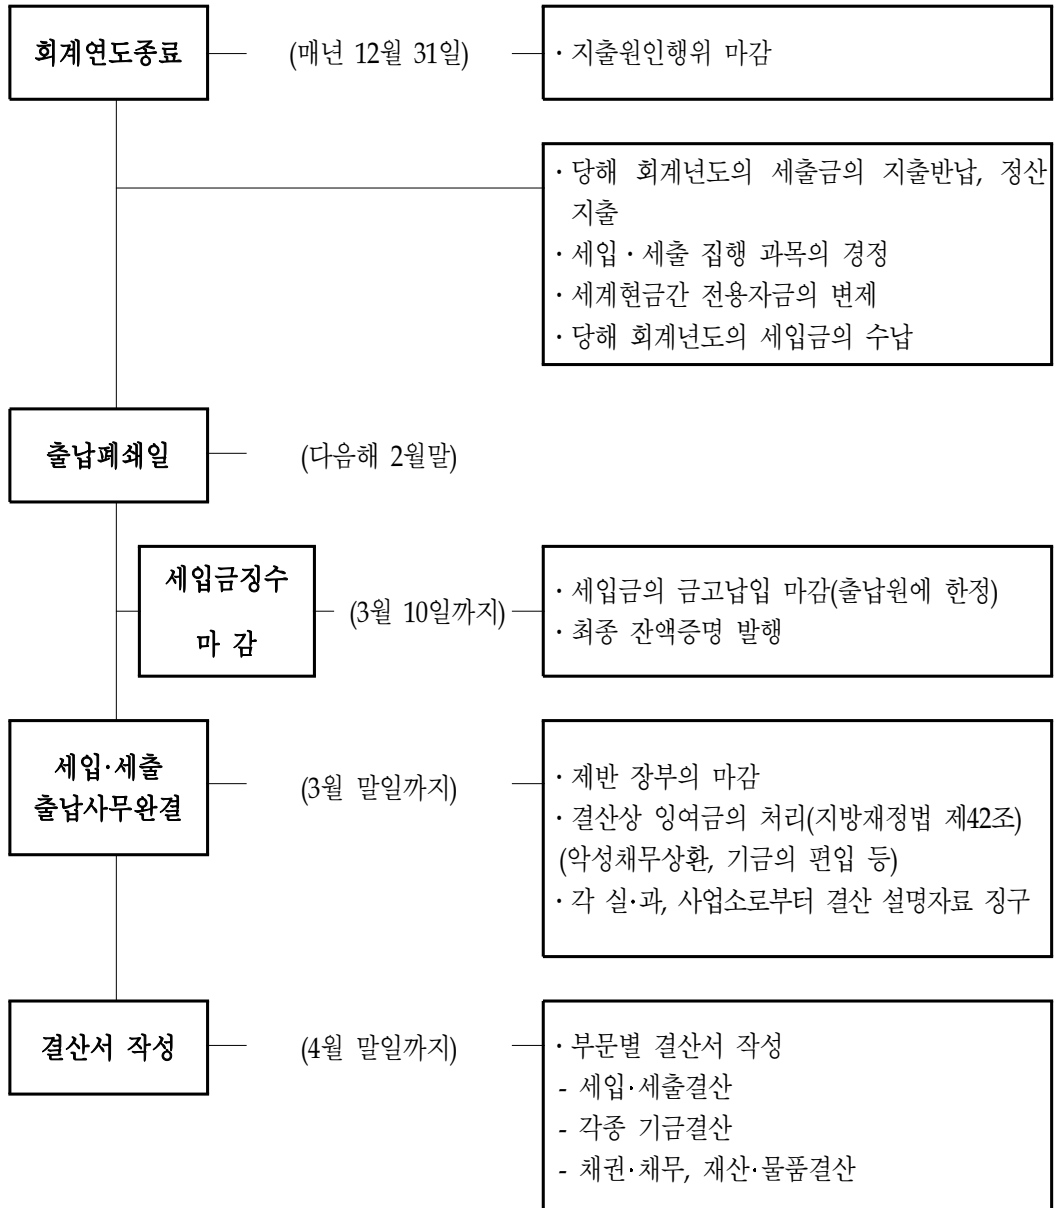 회계연도종료
(매년 12월 31일)
· 지출원인행위 마감
· 당해 회계년도의 세출금의 지출반납, 정산
지출
· 세입 · 세출 집행 과목의 경정
· 세계현금간 전용자금의 변제
· 당해 회계년도의 세입금의 수납
출납폐쇄일
(다음해 2월말)
세입금징수
마 감
(3월 10일까지)
· 세입금의 금고납입 마감(출납원에 한정)
· 최종 잔액증명 발행
세입·세출
출납사무완결
(3월 말일까지)
· 제반 장부의 마감
· 결산상 잉여금의 처리(지방재정법 제42조)
(악성채무상환, 기금의 편입 등)
· 각 실·과, 사업소로부터 결산 설명자료 징구
결산서 작성
(4월 말일까지)
· 부문별 결산서 작성
- 세입·세출결산
- 각종 기금결산
- 채권·채무, 재산·물품결산